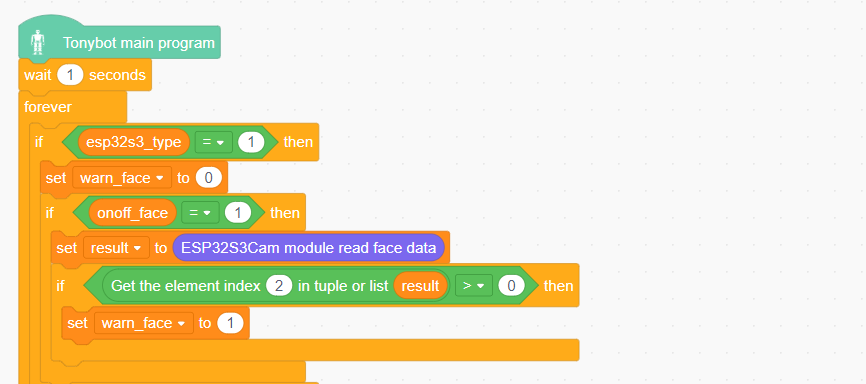 Tonybot main program
wait 1 seconds
forever
if esp32s3_type = 1 then
set warn_face to 0
if onoff_face = 1 then
set result to ESP32S3Cam module read face data
if Get the element index 2 in tuple or list result > 0 then
set warn_face to 1